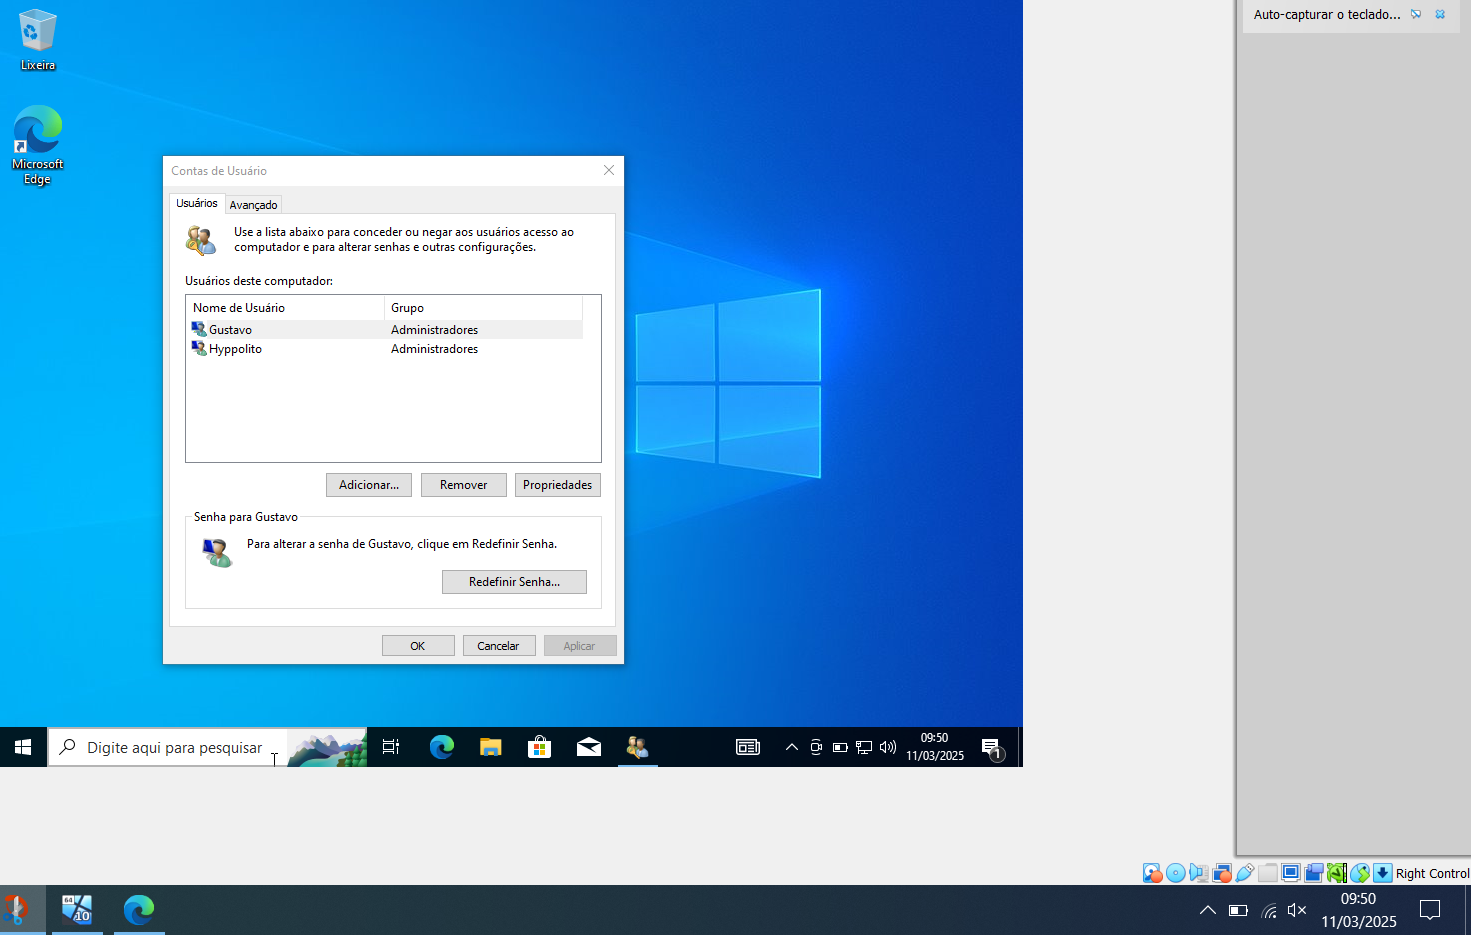 Lixeira
Microsoft
Edge
Auto-capturar o teclado...
Contas de Usuário
Usuários
Avançado
Use a lista abaixo para conceder ou negar aos usuários acesso ao
computador e para alterar senhas e outras configurações.
Usuários deste computador:
Nome de Usuário
Grupo
Gustavo
Administradores
Hyppolito
Administradores
Adicionar...
Remover
Propriedades
Senha para Gustavo
Para alterar a senha de Gustavo, clique em Redefinir Senha.
Redefinir Senha...
OK
Cancelar
Aplicar
Digite aqui para pesquisar
09:50
11/03/2025
1
Right Control
64
10
09:50
11/03/2025